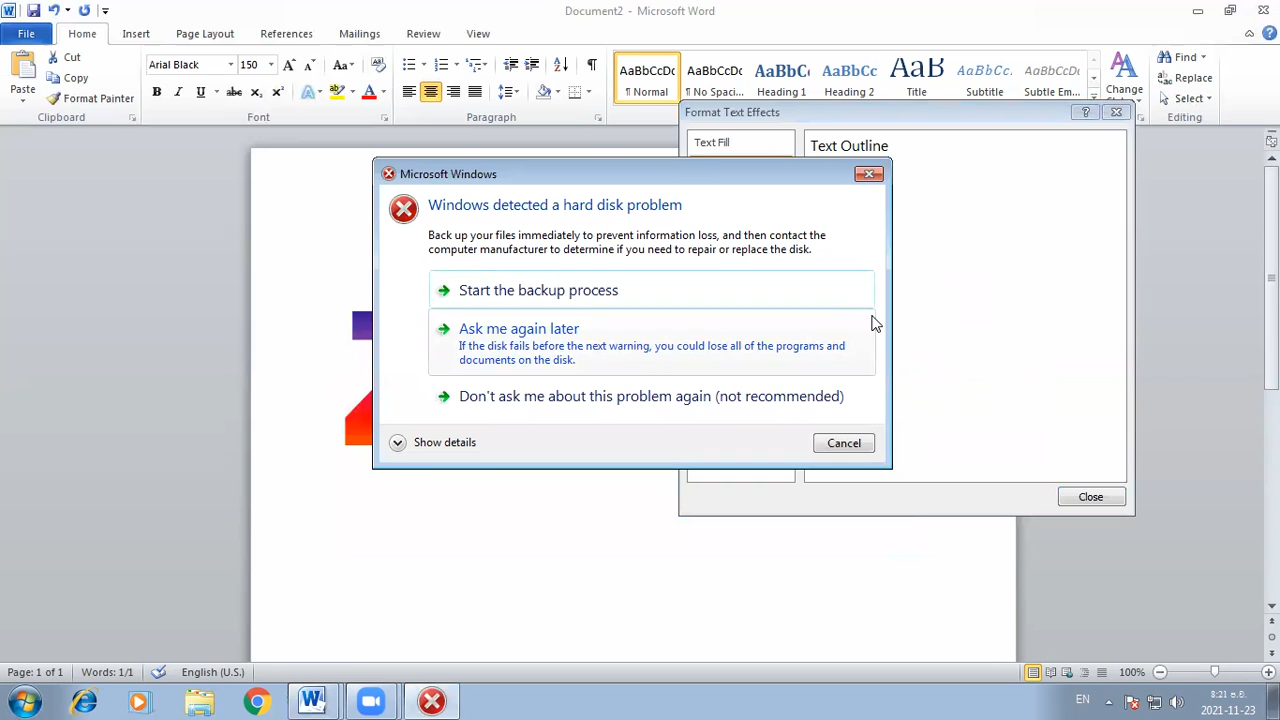 Document2 - Microsoft Word
File Home Insert Page Layout References Mailings Review View
Paste
Cut
Copy
Format Painter
Clipboard
Arial Black 150
Font
Paragraph
AaBbCcDc
¶ Normal
AaBbCcDc
¶ No Spaci...
AaBbCc
Heading 1
AaBbCc
Heading 2
AaB
Title
AaBbCcDc
Subtitle
AaBbCcDc
Subtle Em...
Change
Find
Replace
Select
Editing
Format Text Effects
Text Fill
Text Outline
Microsoft Windows
Windows detected a hard disk problem
Back up your files immediately to prevent information loss, and then contact the
computer manufacturer to determine if you need to repair or replace the disk.
Start the backup process
Ask me again later
If the disk fails before the next warning, you could lose all of the programs and
documents on the disk.
Don't ask me about this problem again (not recommended)
Show details
Cancel
Close
Page: 1 of 1 Words: 1/1 English (U.S.) 100%
EN
8:21
2021-11-23